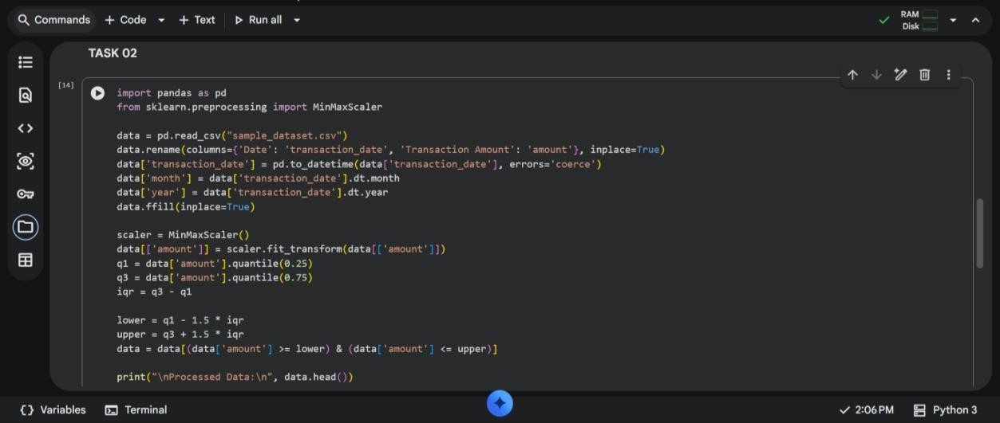 Commands + Code + Text Run all RAM
Disk
TASK 02
[14]
import pandas as pd
from sklearn.preprocessing import MinMaxScaler
data = pd.read_csv("sample_dataset.csv")
data.rename(columns={'Date': 'transaction_date', 'Transaction Amount': 'amount'}, inplace=True)
data['transaction_date'] = pd.to_datetime(data['transaction_date'], errors='coerce')
data['month'] = data['transaction_date'].dt.month
data['year'] = data['transaction_date'].dt.year
data.ffill(inplace=True)
scaler = MinMaxScaler()
data[['amount']] = scaler.fit_transform(data[['amount']])
q1 = data['amount'].quantile(0.25)
q3 = data['amount'].quantile(0.75)
iqr = q3 - q1
lower = q1 - 1.5 * iqr
upper = q3 + 1.5 * iqr
data = data[(data['amount'] >= lower) & (data['amount'] <= upper)]
print("\nProcessed Data:\n", data.head())
{} Variables Terminal 2:06 PM Python 3